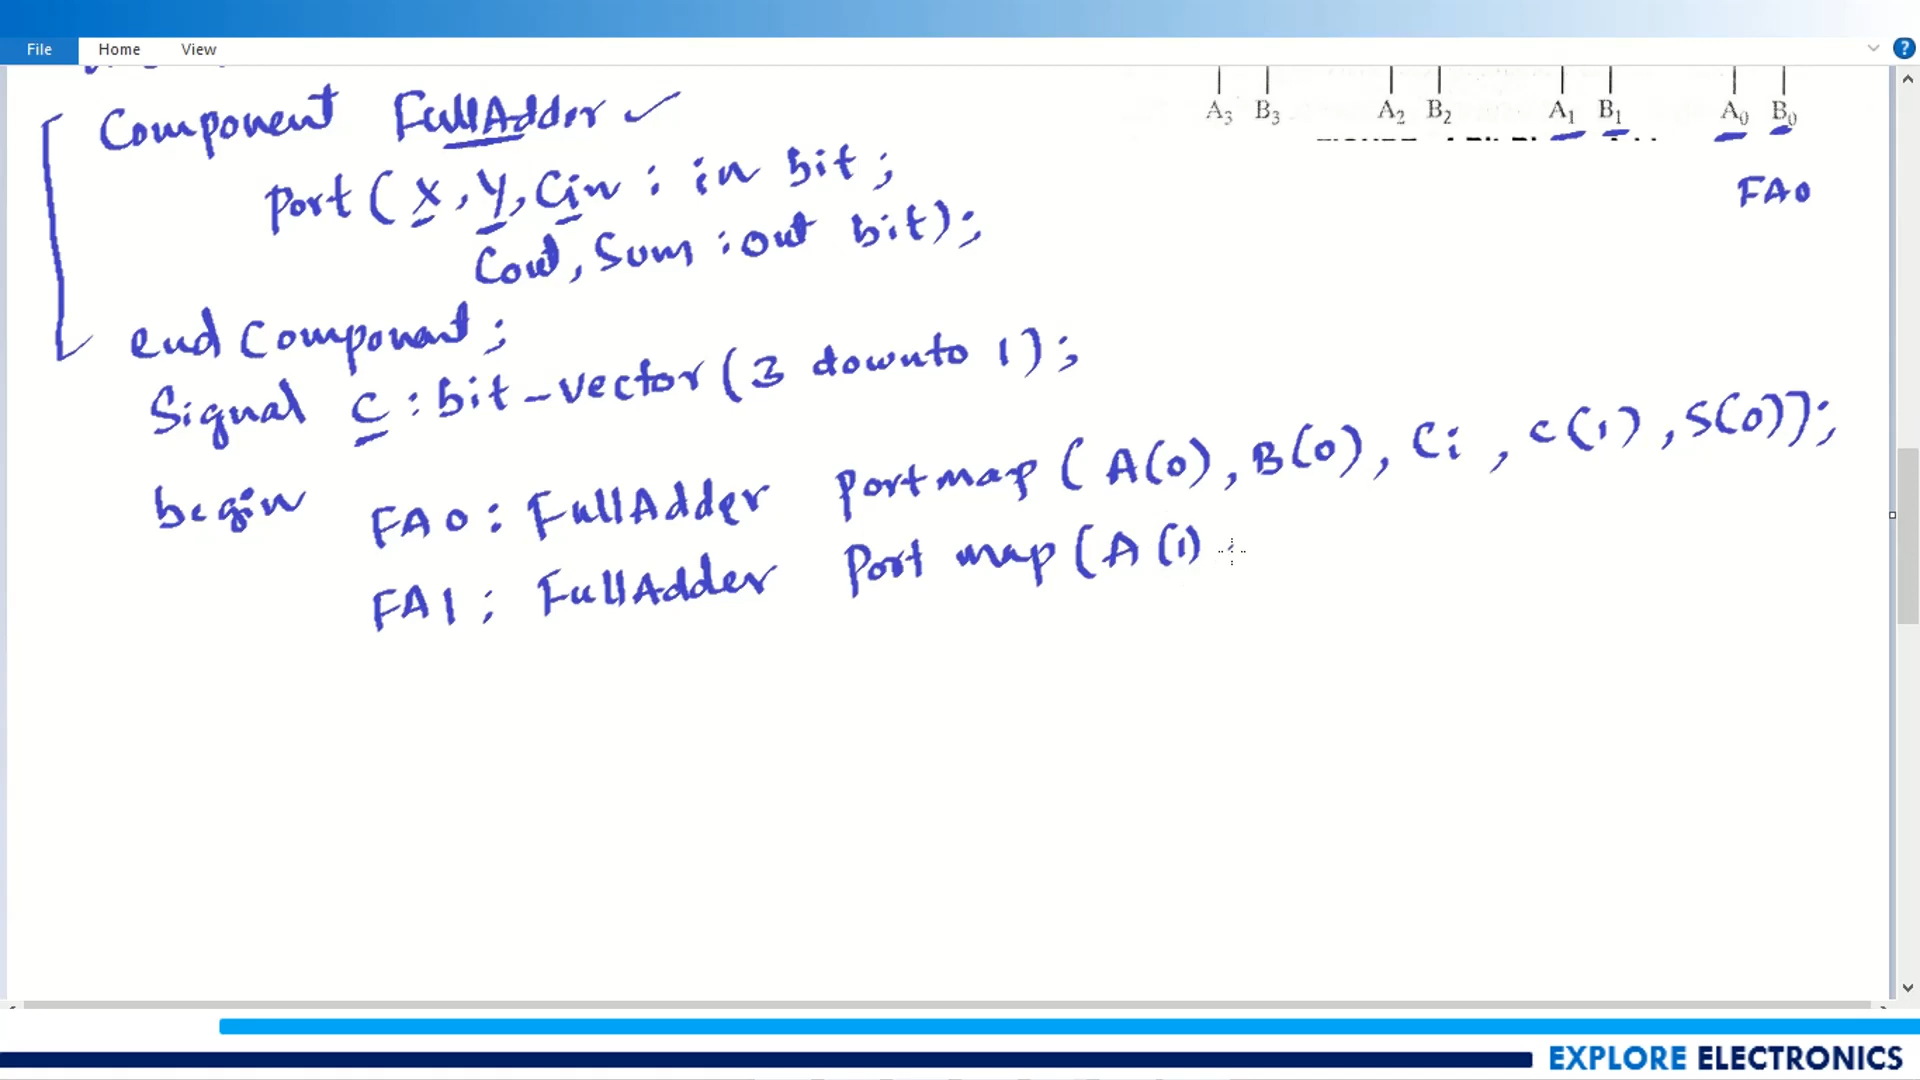 File Home View
A3 B3 A2 B2 A1 B1 A0 B0
FA0
Component FullAdder ✓
Port ( X , Y , Cin : in bit ;
Cout , Sum : out bit ) ;
end Component ;
Signal C : bit - vector ( 3 downto 1 ) ;
begin FA0 : FullAdder Portmap ( A(0) , B(0) , Ci , C(1) , S(0) ) ;
FA1 ; FullAdder Port map ( A (1)
EXPLORE ELECTRONICS